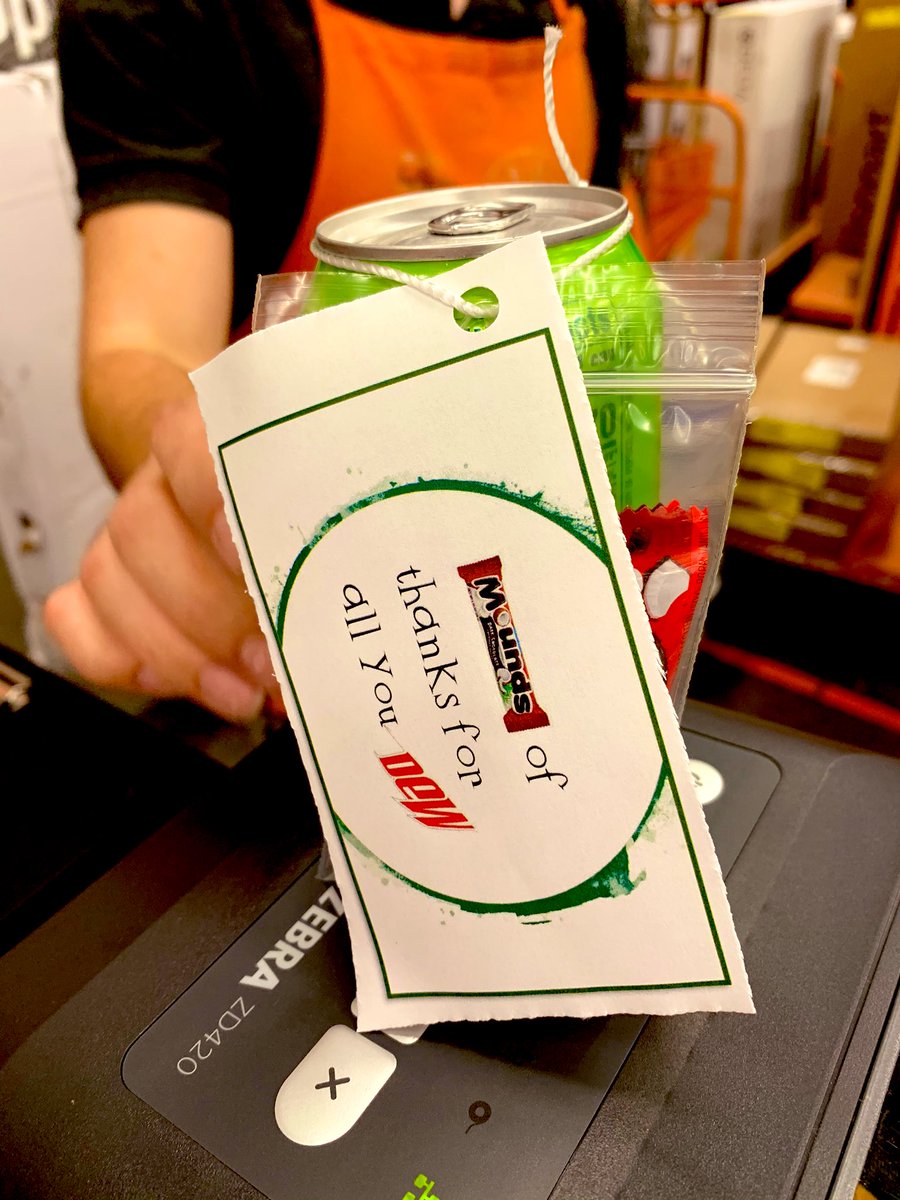 Mounds of
thanks for
all You Dew
ZEBRA
ZD420